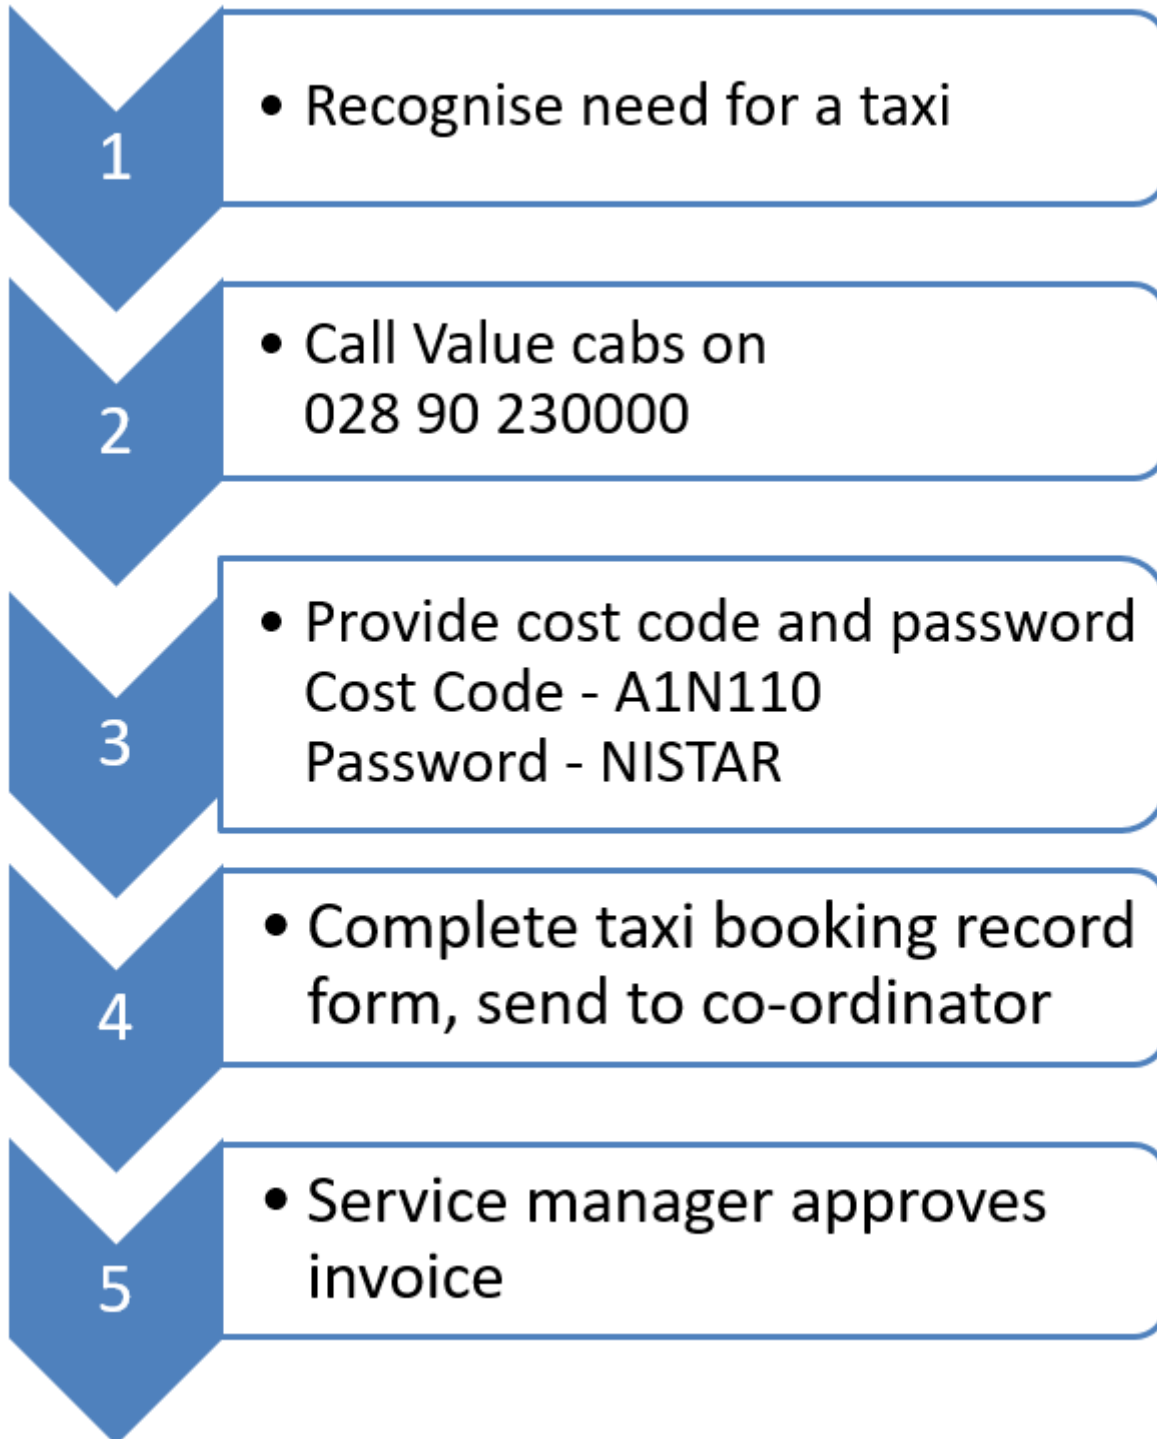 1
• Recognise need for a taxi
2
• Call Value cabs on
028 90 230000
3
• Provide cost code and password
Cost Code - A1N110
Password - NISTAR
4
• Complete taxi booking record
form, send to co-ordinator
5
• Service manager approves
invoice